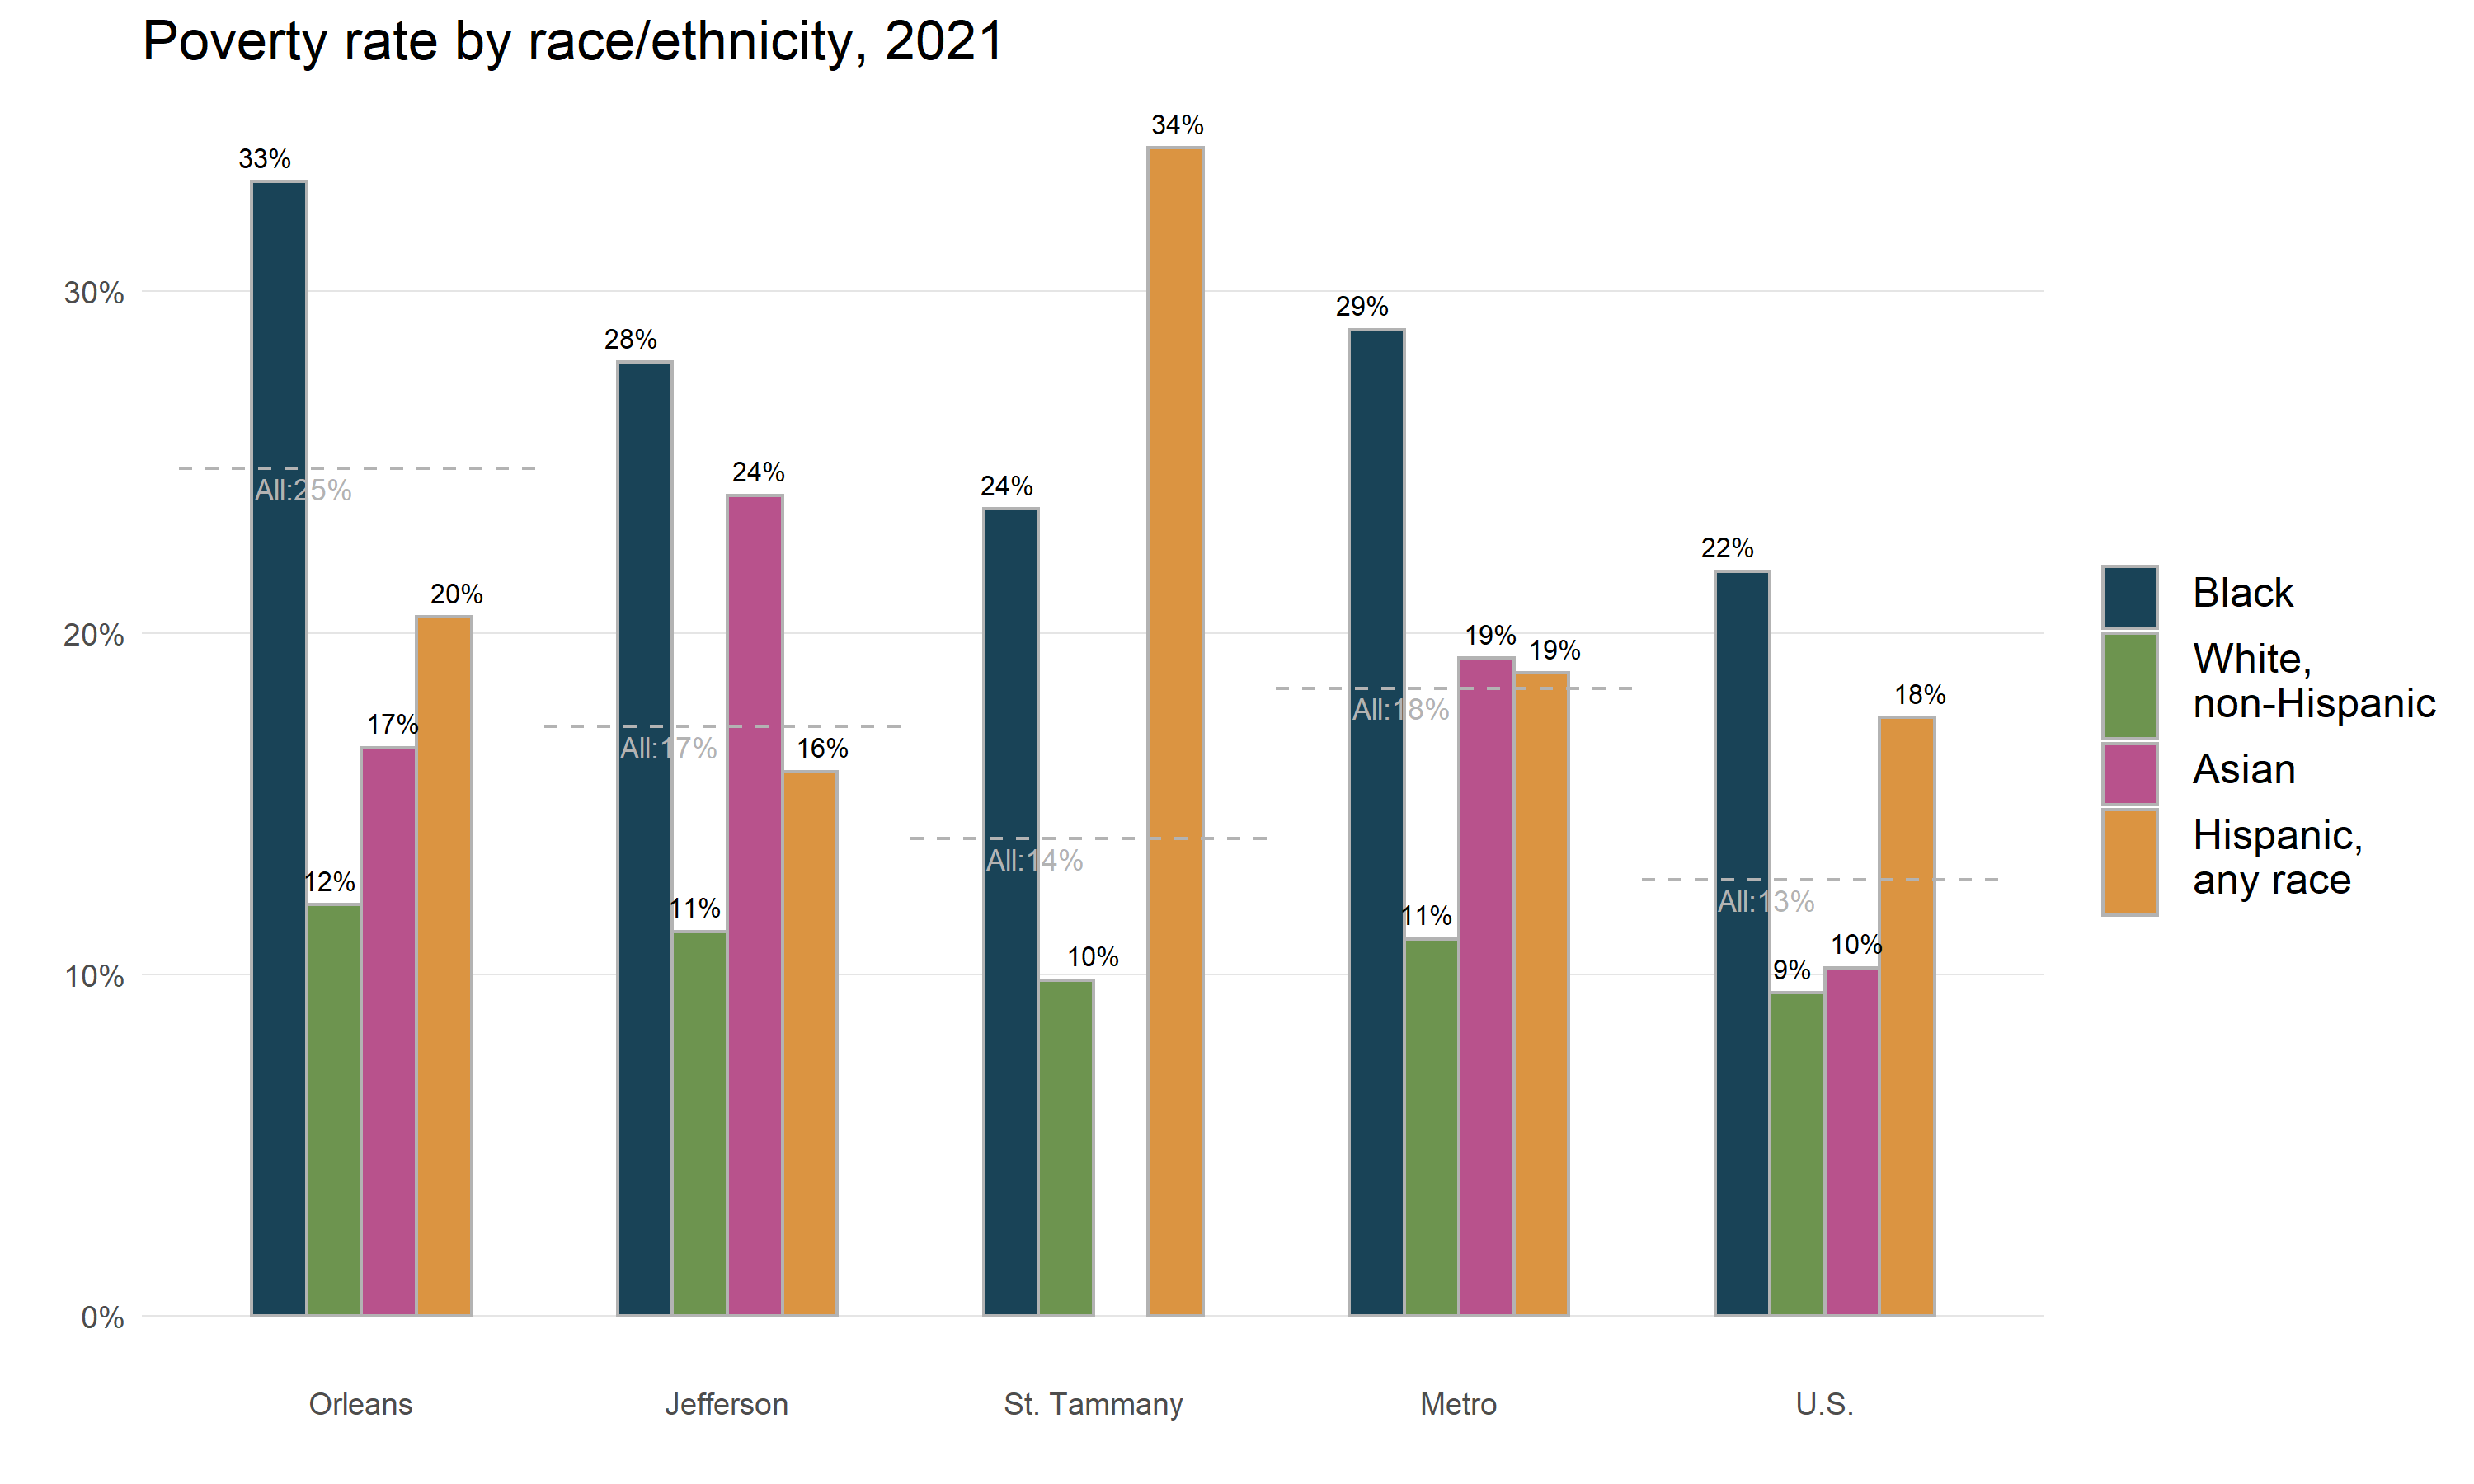 Poverty rate by race/ethnicity, 2021
34%
33%
30%
29%
28%
24%
24%
All:25%
22%
20%
20%
19%
19%
18%
17%
All:18%
All:17%
16%
All:14%
12%
11%
11%
All:13%
10%
10%
9%
10%
0%
Orleans
Jefferson
St. Tammany
Metro
U.S.
Black
White,
non-Hispanic
Asian
Hispanic,
any race